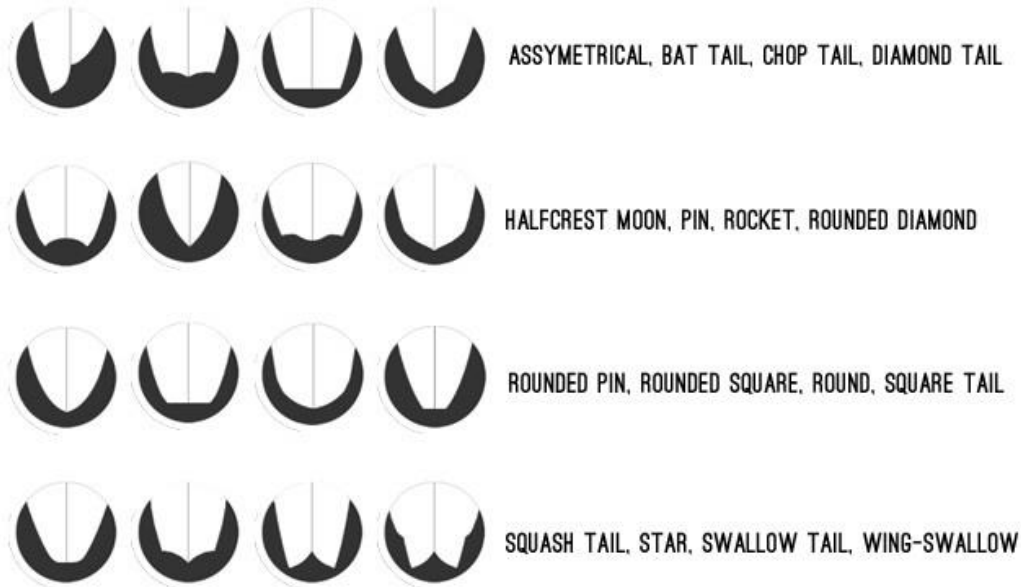 ASSYMETRICAL, BAT TAIL, CHOP TAIL, DIAMOND TAIL
HALFCREST MOON, PIN, ROCKET, ROUNDED DIAMOND
ROUNDED PIN, ROUNDED SQUARE, ROUND, SQUARE TAIL
SQUASH TAIL, STAR, SWALLOW TAIL, WING-SWALLOW